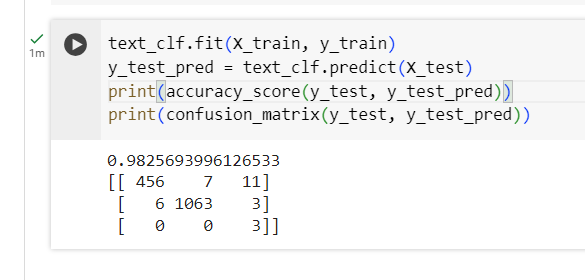 1m
text_clf.fit(X_train, y_train)
y_test_pred = text_clf.predict(X_test)
print(accuracy_score(y_test, y_test_pred))
print(confusion_matrix(y_test, y_test_pred))
0.9825693996126533
[[ 456    7   11]
 [   6 1063    3]
 [   0    0    3]]